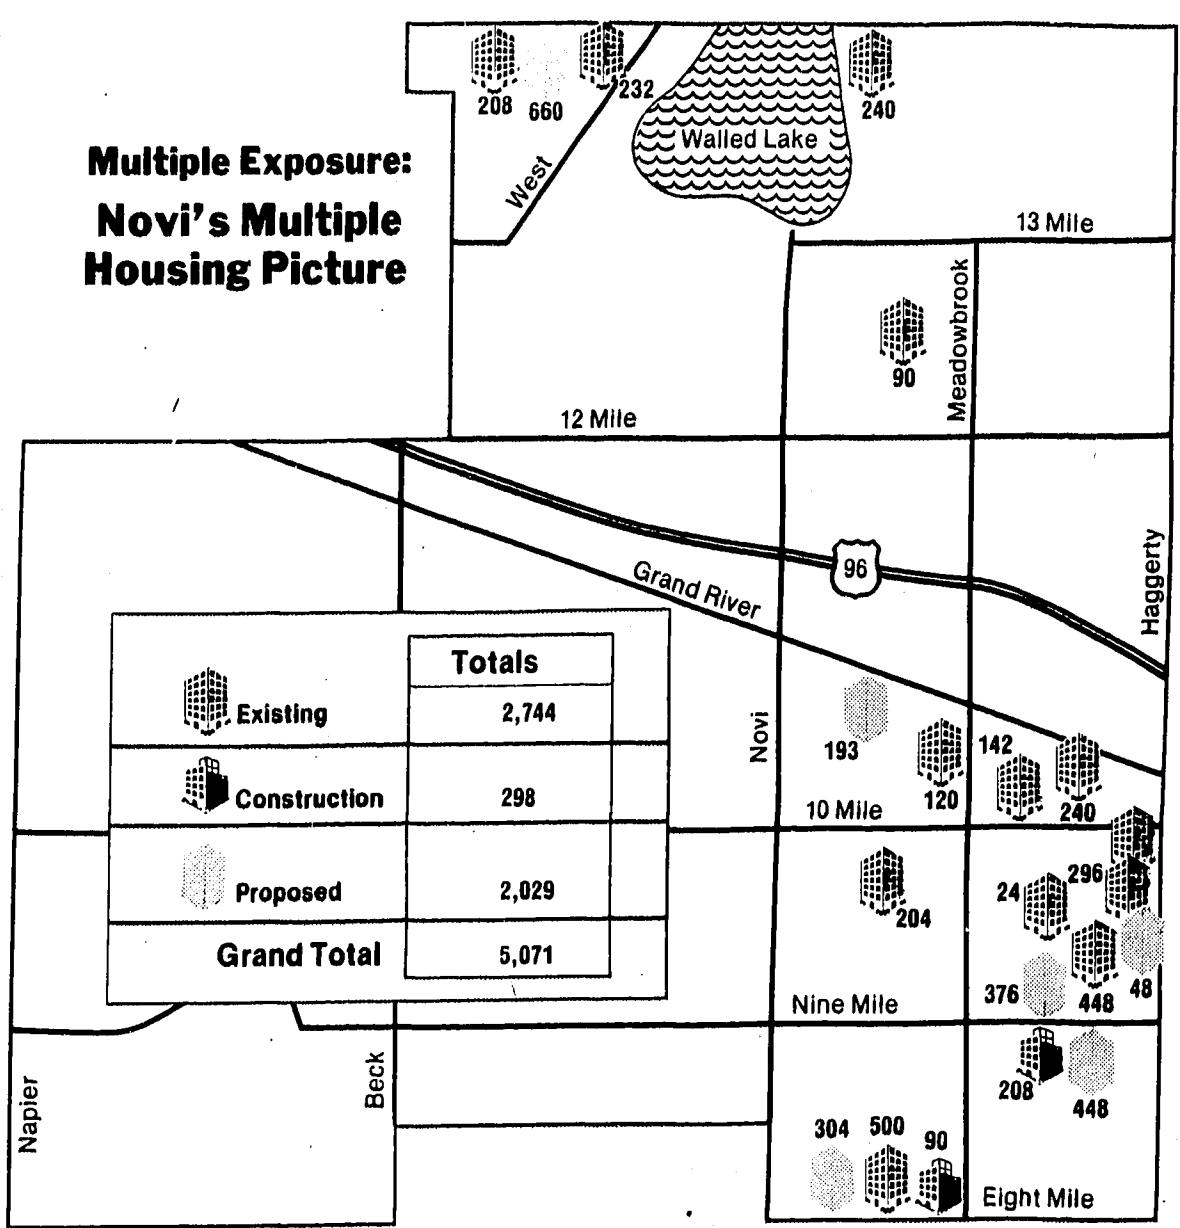 Multiple Exposure:
Novi's Multiple
Housing Picture
208
660
232
240
Walled Lake
West
13 Mile
Meadowbrook
90
12 Mile
96
Grand River
Haggerty
Novi
193
120
142
240
10 Mile
Totals
Existing 2,744
Construction 298
Proposed 2,029
Grand Total 5,071
204
24
296
376
448
48
Nine Mile
Napier
Beck
208
448
304
500
90
Eight Mile